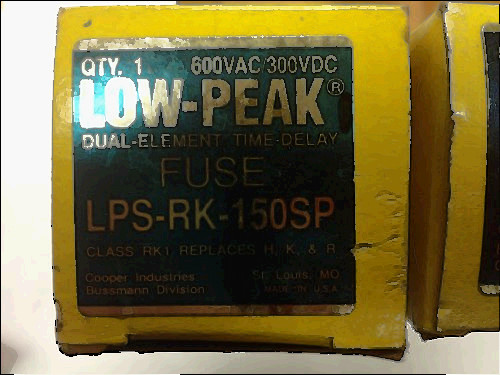 QTY. 1 600VAC/300VDC
LOW-PEAK®
DUAL-ELEMENT TIME-DELAY
FUSE
LPS-RK-150SP
CLASS RK1 REPLACES H, K, & R
Cooper Industries St. Louis, MO
Bussmann Division MADE IN U.S.A.